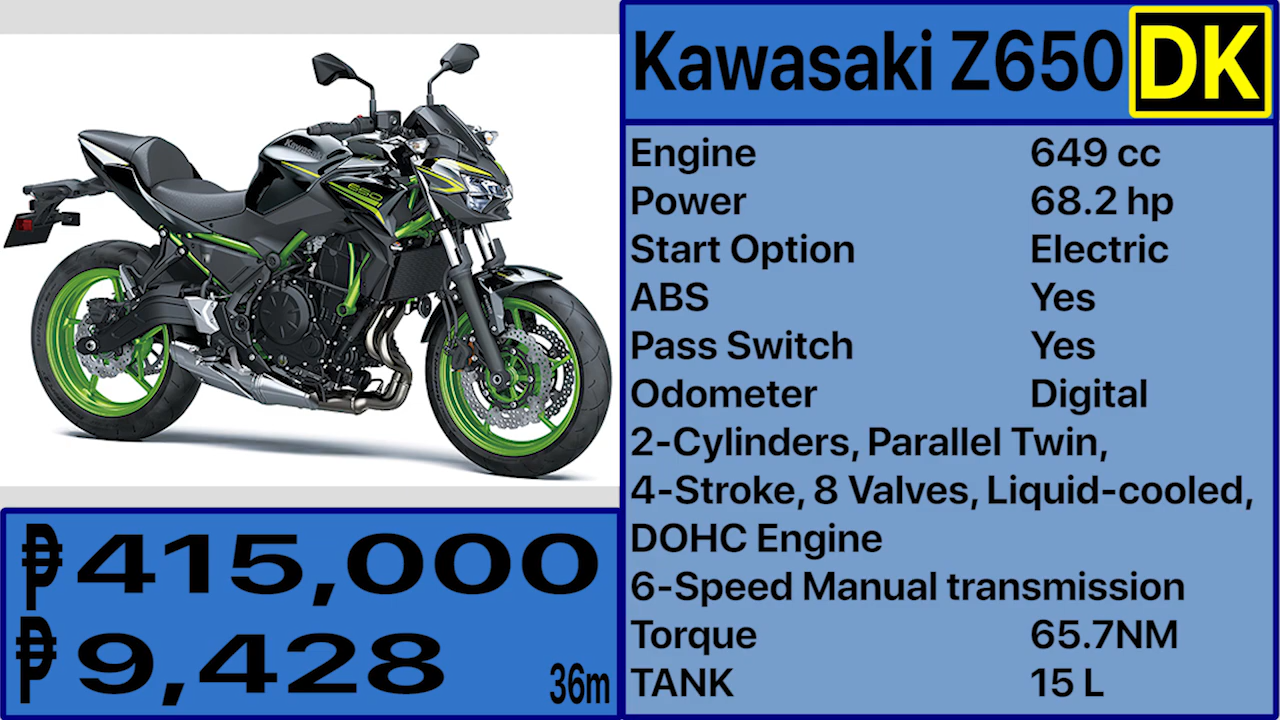 Kawasaki Z650 DK
Engine 649 cc
Power 68.2 hp
Start Option Electric
ABS Yes
Pass Switch Yes
Odometer Digital
2-Cylinders, Parallel Twin,
4-Stroke, 8 Valves, Liquid-cooled,
DOHC Engine
6-Speed Manual transmission
Torque 65.7NM
TANK 15 L
Kawasaki
650
₱415,000
₱9,428 36m